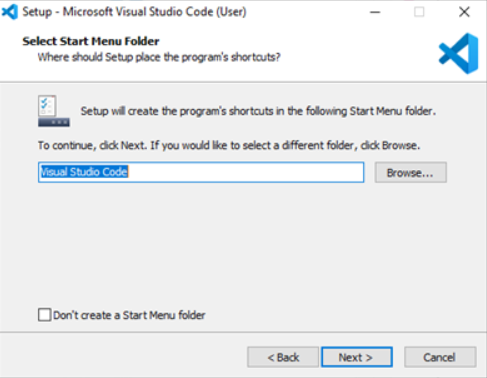 Setup - Microsoft Visual Studio Code (User)
Select Start Menu Folder
Where should Setup place the program's shortcuts?
Setup will create the program's shortcuts in the following Start Menu folder.
To continue, click Next. If you would like to select a different folder, click Browse.
Visual Studio Code
Browse...
Don't create a Start Menu folder
< Back
Next >
Cancel